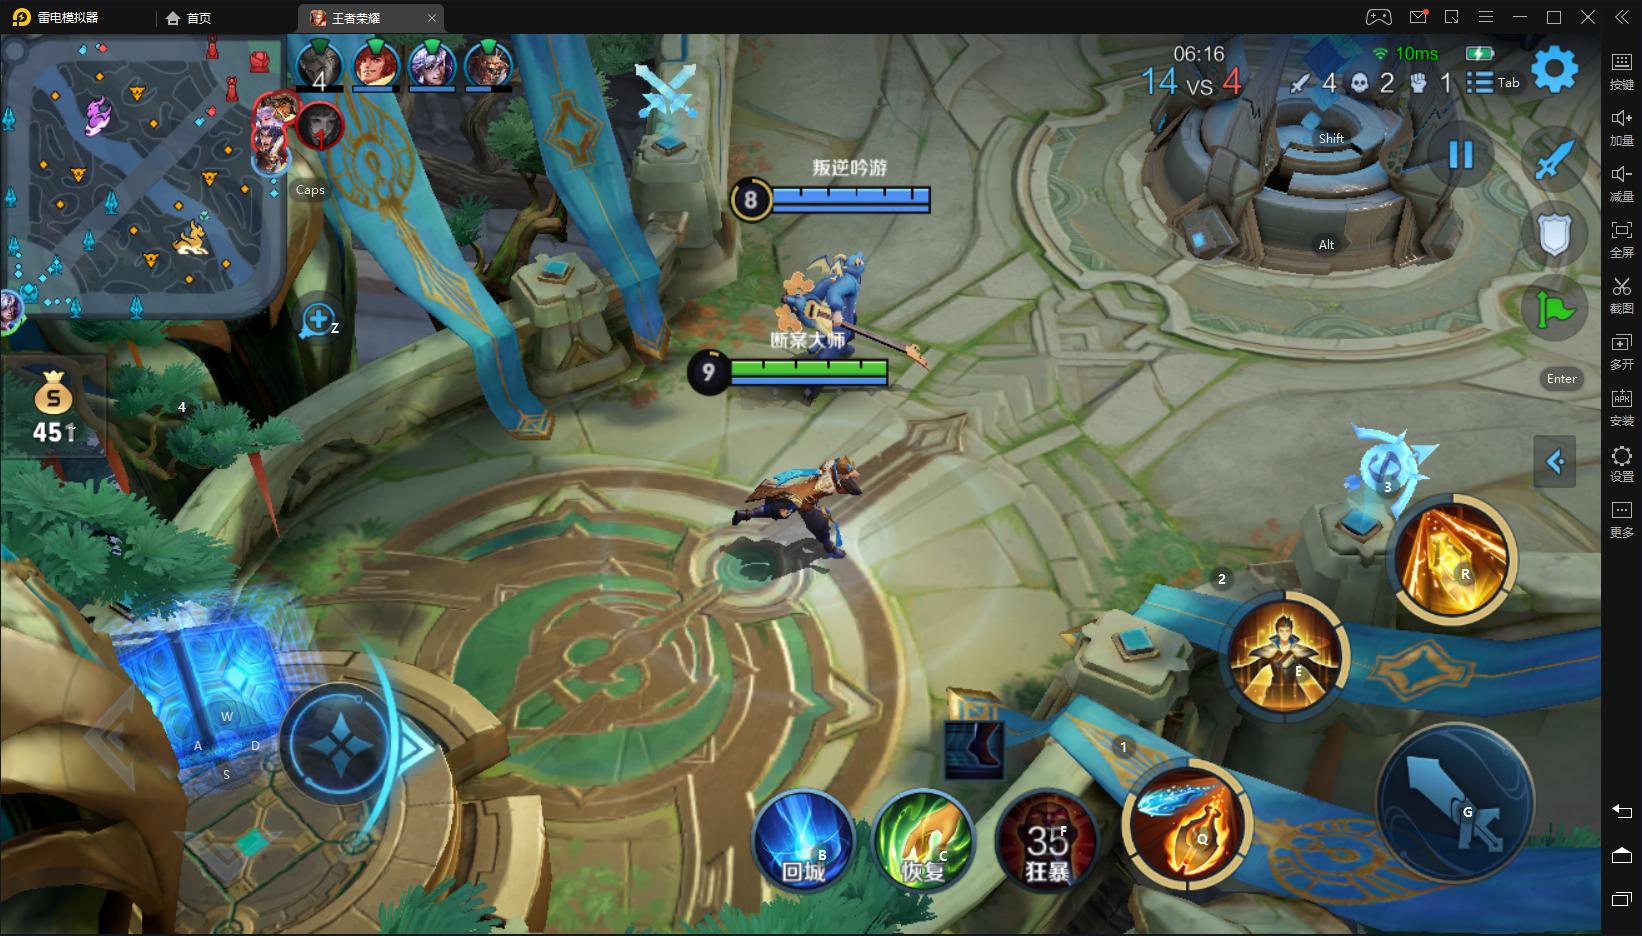 雷电模拟器
首页
王者荣耀
4
1
Caps
Z
06:16
10ms
14 vs 4
4
2
1
Tab
Shift
Alt
Enter
叛逆吟游
8
断案大师
9
S
4
W
A
D
S
3
R
2
E
1
Q
G
B
回城
C
恢复
35
F
狂暴
按键
加量
减量
全屏
截图
多开
APK
安装
设置
更多